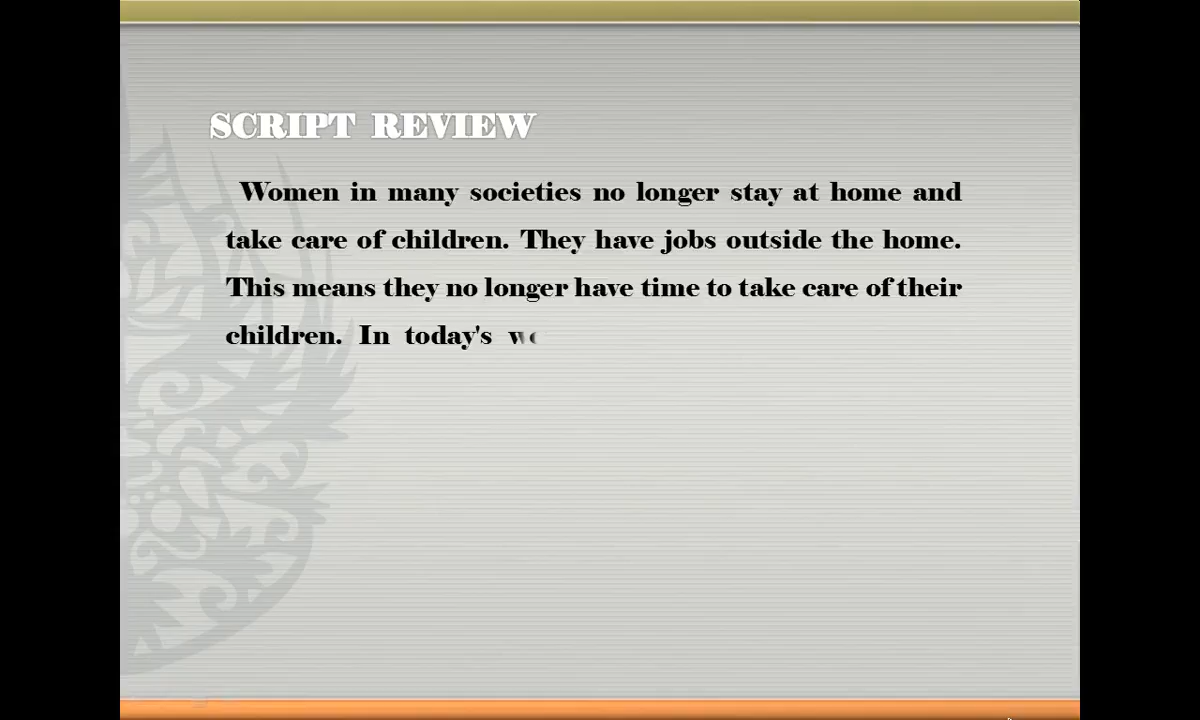 SCRIPT REVIEW
Women in many societies no longer stay at home and
take care of children. They have jobs outside the home.
This means they no longer have time to take care of their
children. In today's